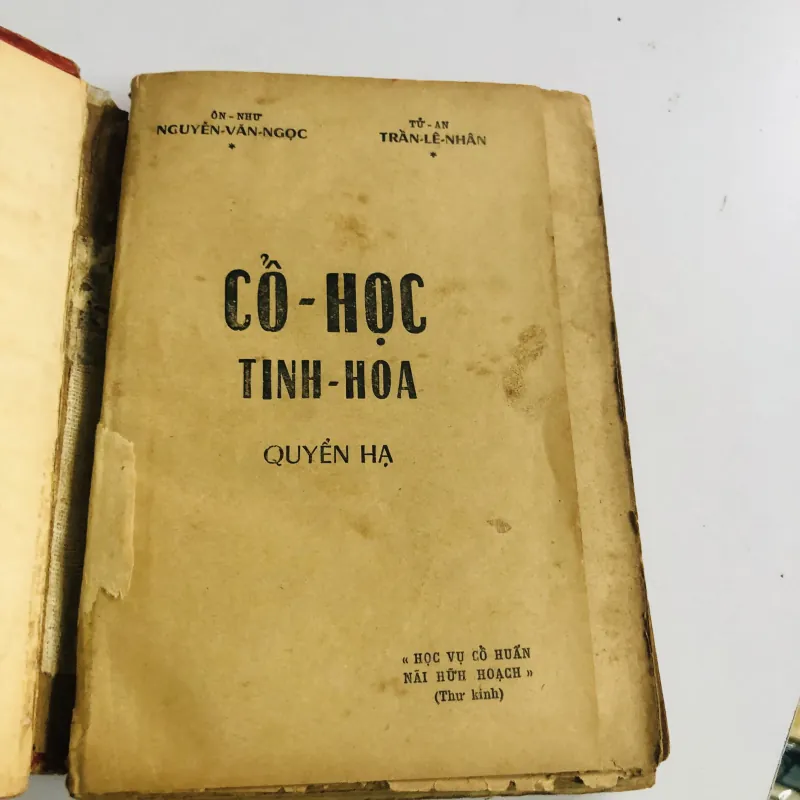 ÔN-NHƯ
NGUYỄN-VĂN-NGỌC
*
TỬ-AN
TRẦN-LÊ-NHÂN
*
CỔ-HỌC
TINH-HOA
QUYỂN HẠ
« HỌC VỤ CỔ HUẤN
NÃI HỮH HOẠCH »
(Thư kinh)